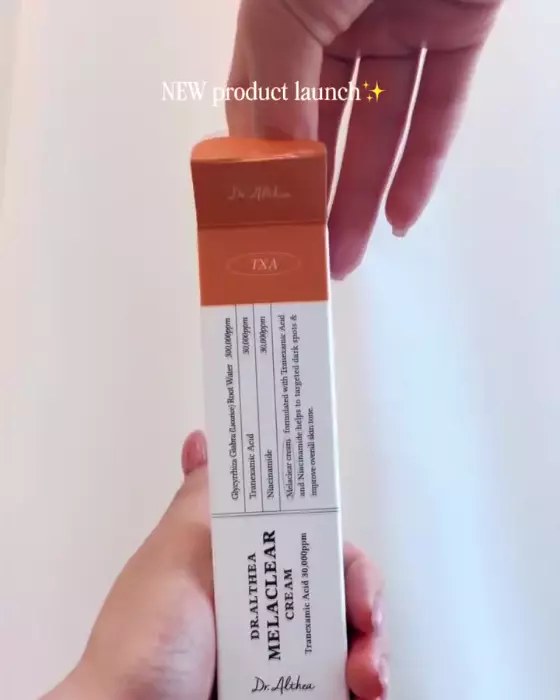 NEW product launch✨
Dr. Althea
TXA
Glycyrrhiza Glabra (Licorice) Root Water 300,000ppm
Tranexamic Acid 30,000ppm
Niacinamide 30,000ppm
Melaclear cream formulated with Tranexamic Acid
and Niacinamide helps to targeted dark spots &
improve overall skin tone.
DR.ALTHEA
MELACLEAR
CREAM
Tranexamic Acid 30,000ppm
Dr. Althea